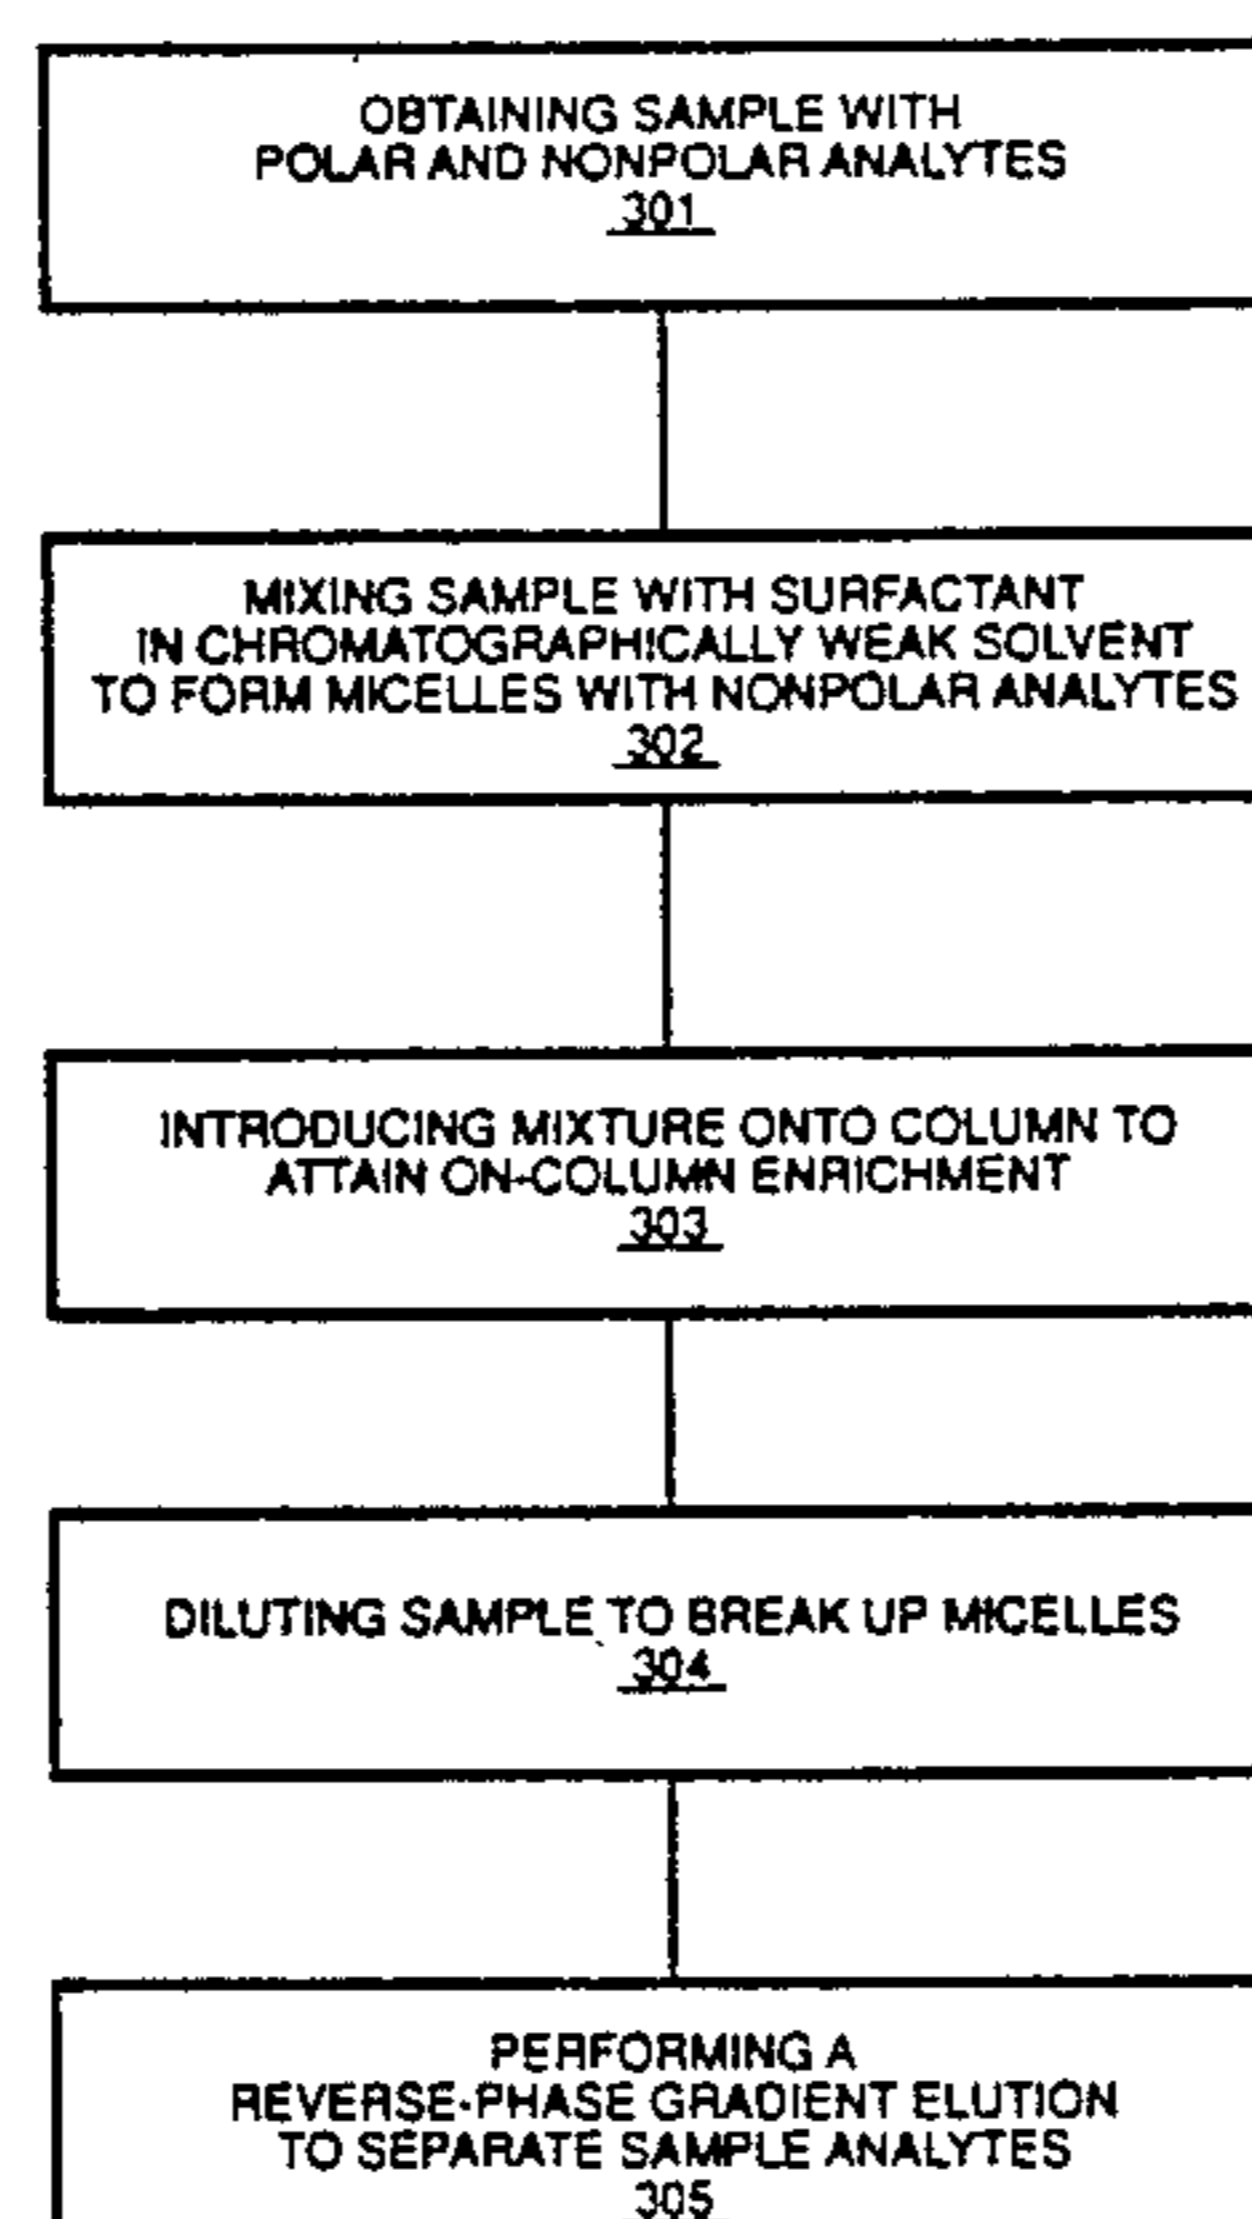 OBTAINING SAMPLE WITH
POLAR AND NONPOLAR ANALYTES
301
MIXING SAMPLE WITH SURFACTANT
IN CHROMATOGRAPHICALLY WEAK SOLVENT
TO FORM MICELLES WITH NONPOLAR ANALYTES
302
INTRODUCING MIXTURE ONTO COLUMN TO
ATTAIN ON-COLUMN ENRICHMENT
303
DILUTING SAMPLE TO BREAK UP MICELLES
304
PERFORMING A
REVERSE-PHASE GRADIENT ELUTION
TO SEPARATE SAMPLE ANALYTES
305